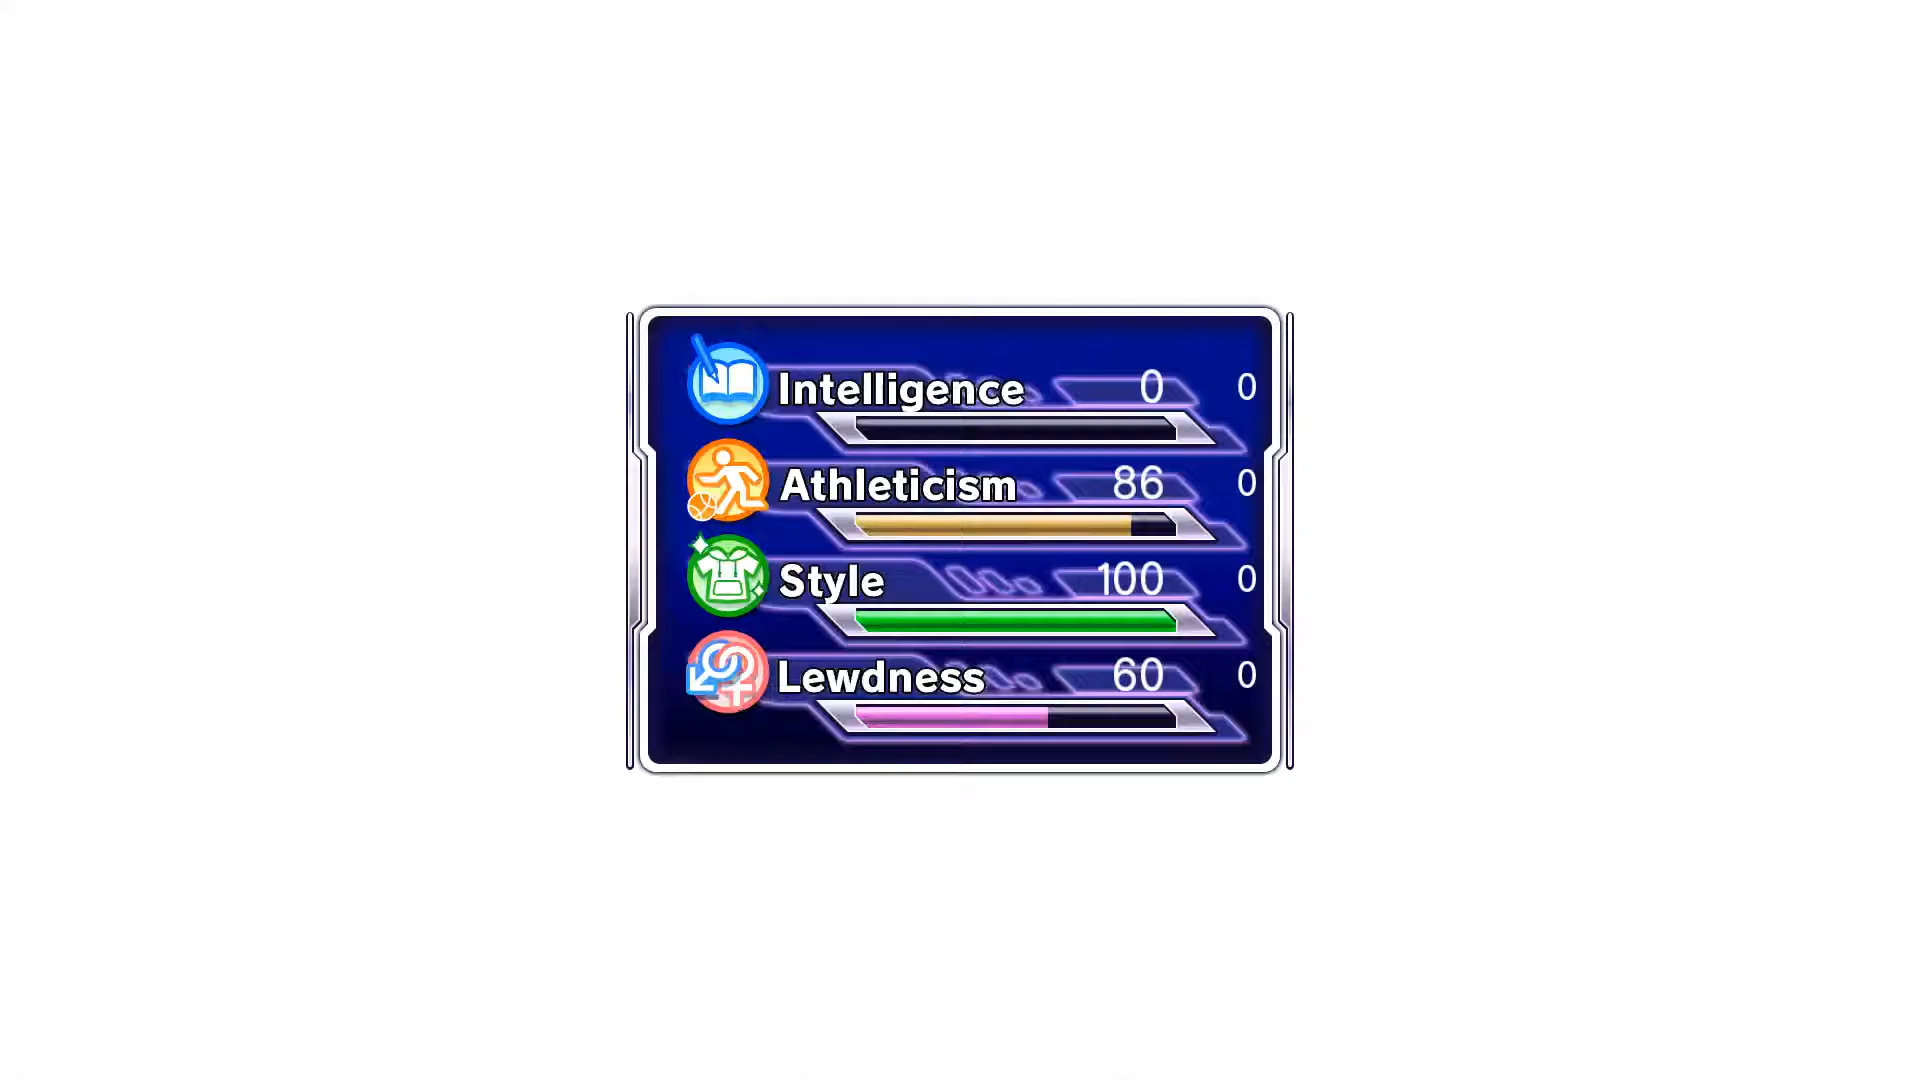 Intelligence 0 0
Athleticism 86 0
Style 100 0
Lewdness 60 0